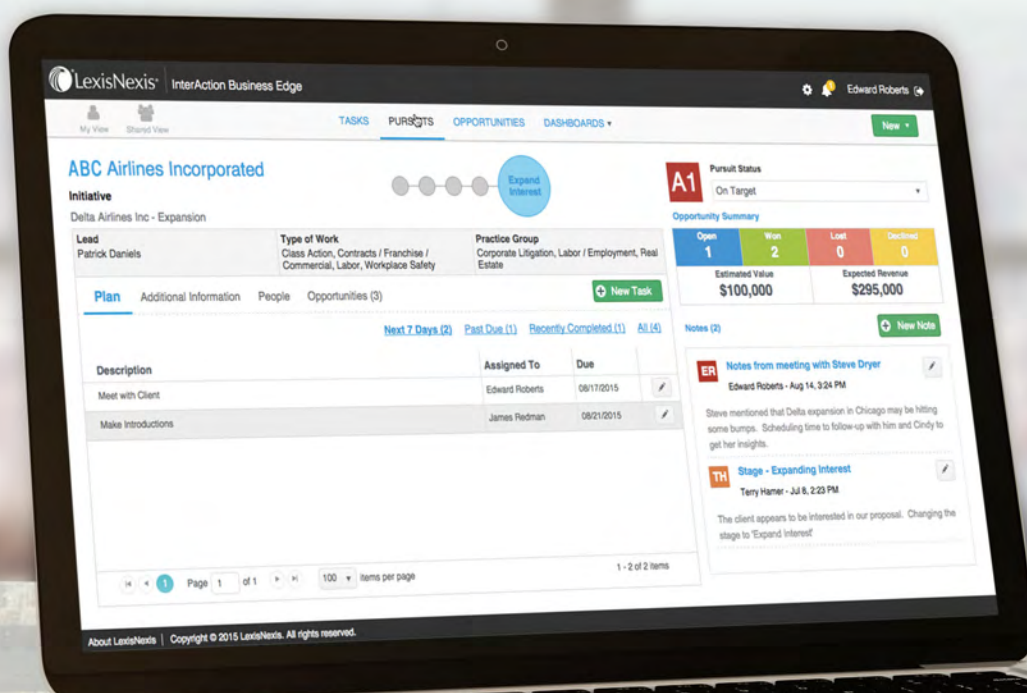 LexisNexis® InterAction Business Edge
1 Edward Roberts
My View Shared View TASKS PURSUITS OPPORTUNITIES DASHBOARDS New
ABC Airlines Incorporated
Initiative
Delta Airlines Inc - Expansion
Expand
Interest
Lead
Patrick Daniels
Type of Work
Class Action, Contracts / Franchise /
Commercial, Labor, Workplace Safety
Practice Group
Corporate Litigation, Labor / Employment, Real
Estate
Plan Additional Information People Opportunities (3) New Task
Next 7 Days (2) Past Due (1) Recently Completed (1) All (4)
Description Assigned To Due
Meet with Client Edward Roberts 08/17/2015
Make Introductions James Redman 08/21/2015
1 Page 1 of 1 100 items per page 1 - 2 of 2 items
A1
Pursuit Status
On Target
Opportunity Summary
Open Won Lost Declined
1 2 0 0
Estimated Value Expected Revenue
$100,000 $295,000
Notes (2) New Note
ER Notes from meeting with Steve Dryer
Edward Roberts - Aug 14, 3:24 PM
Steve mentioned that Delta expansion in Chicago may be hitting
some bumps. Scheduling time to follow-up with him and Cindy to
get her insights.
TH Stage - Expanding Interest
Terry Hamer - Jul 8, 2:23 PM
The client appears to be interested in our proposal. Changing the
stage to 'Expand Interest'
About LexisNexis | Copyright © 2015 LexisNexis. All rights reserved.